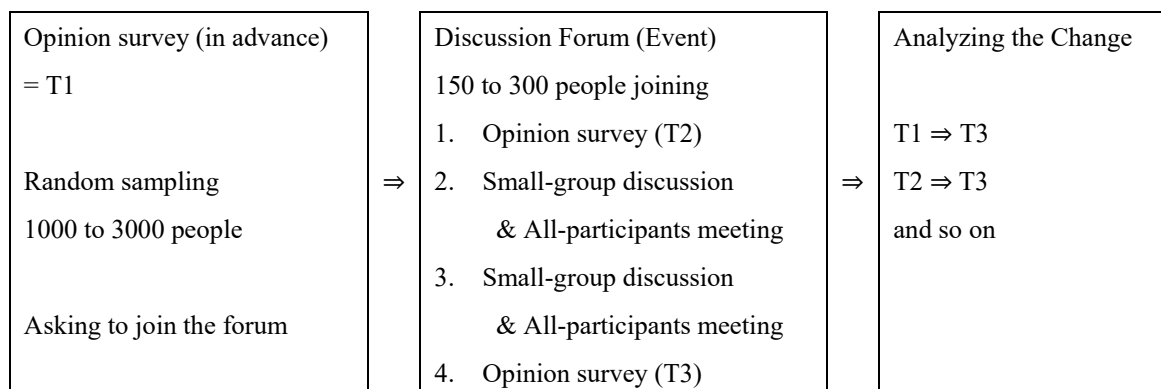 Opinion survey (in advance)
= T1
Random sampling
1000 to 3000 people
Asking to join the forum
⇒
Discussion Forum (Event)
150 to 300 people joining
1. Opinion survey (T2)
2. Small-group discussion
& All-participants meeting
3. Small-group discussion
& All-participants meeting
4. Opinion survey (T3)
⇒
Analyzing the Change
T1 ⇒ T3
T2 ⇒ T3
and so on